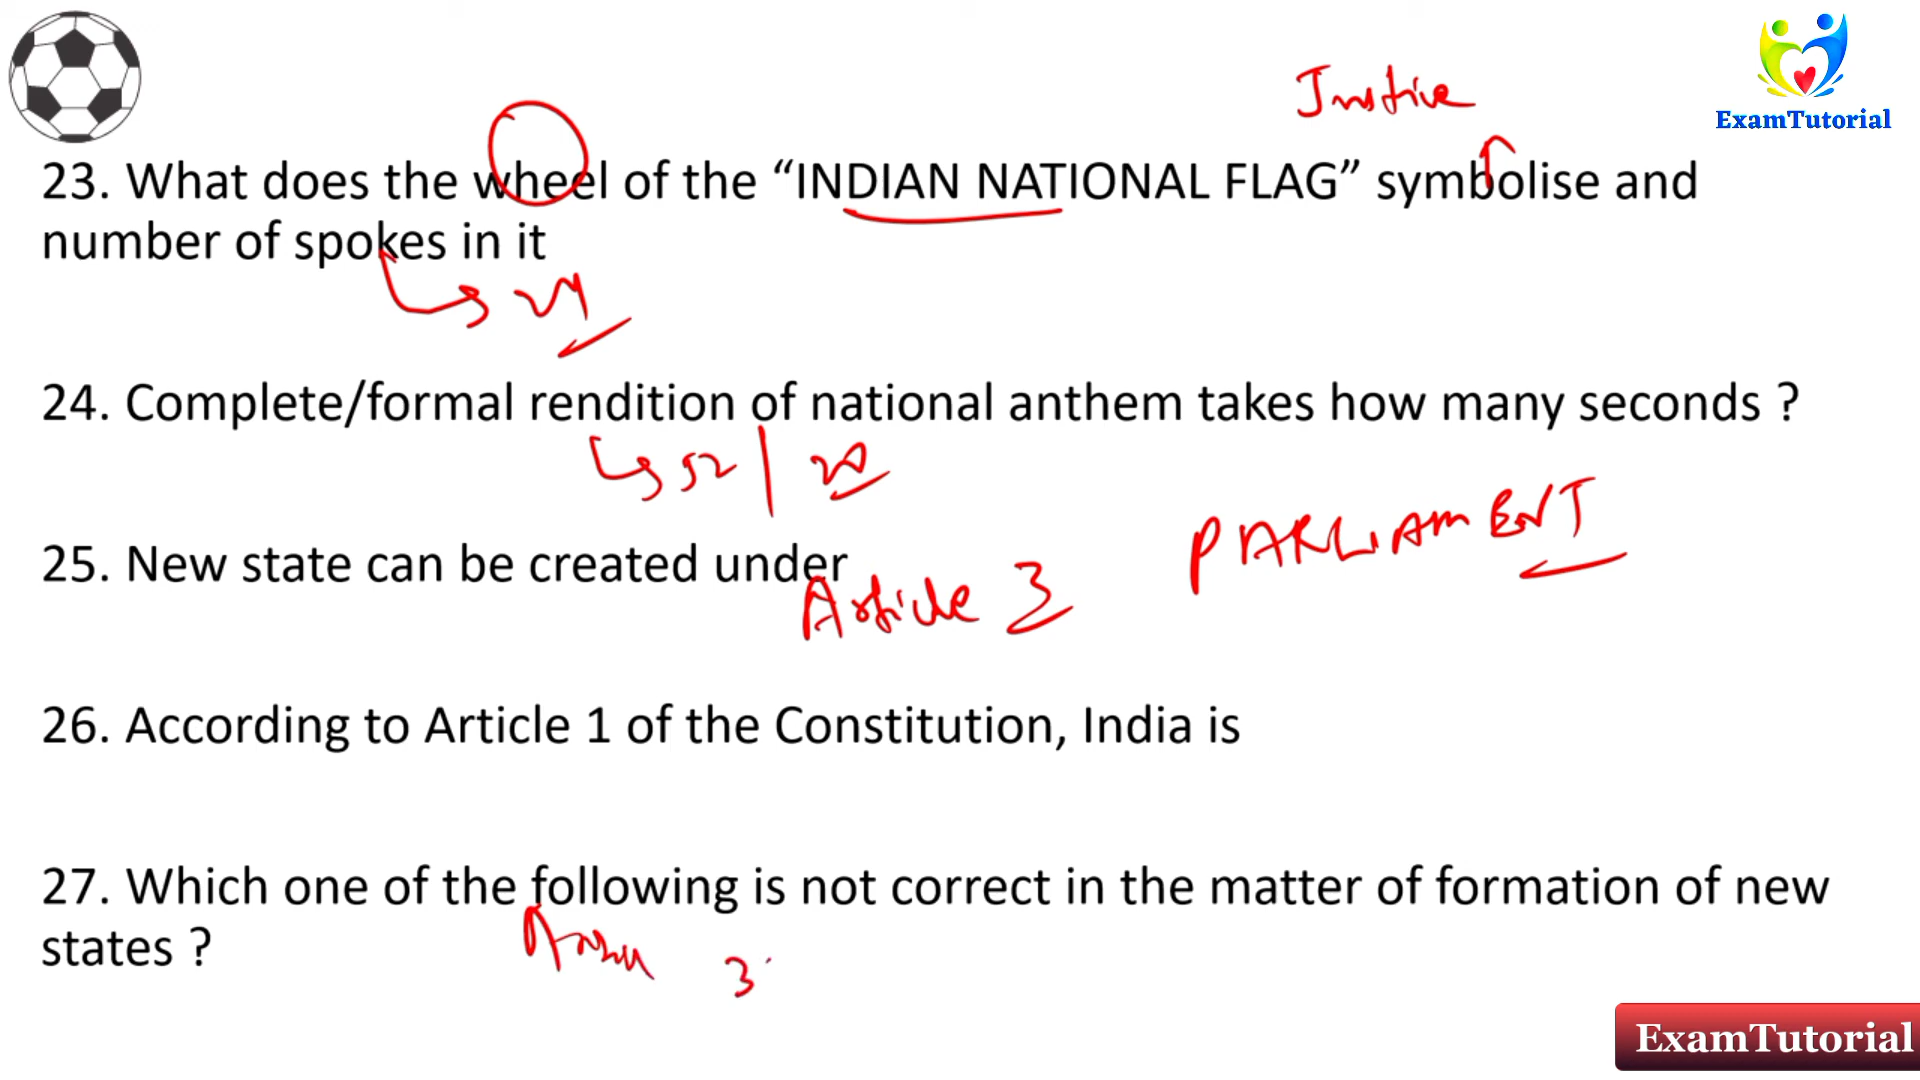 Justice
ExamTutorial
23. What does the wheel of the “INDIAN NATIONAL FLAG” symbolise and
number of spokes in it
24
24. Complete/formal rendition of national anthem takes how many seconds ?
52 | 20
PARLIAMENT
25. New state can be created under
Article 3
26. According to Article 1 of the Constitution, India is
27. Which one of the following is not correct in the matter of formation of new
states ?
3
ExamTutorial